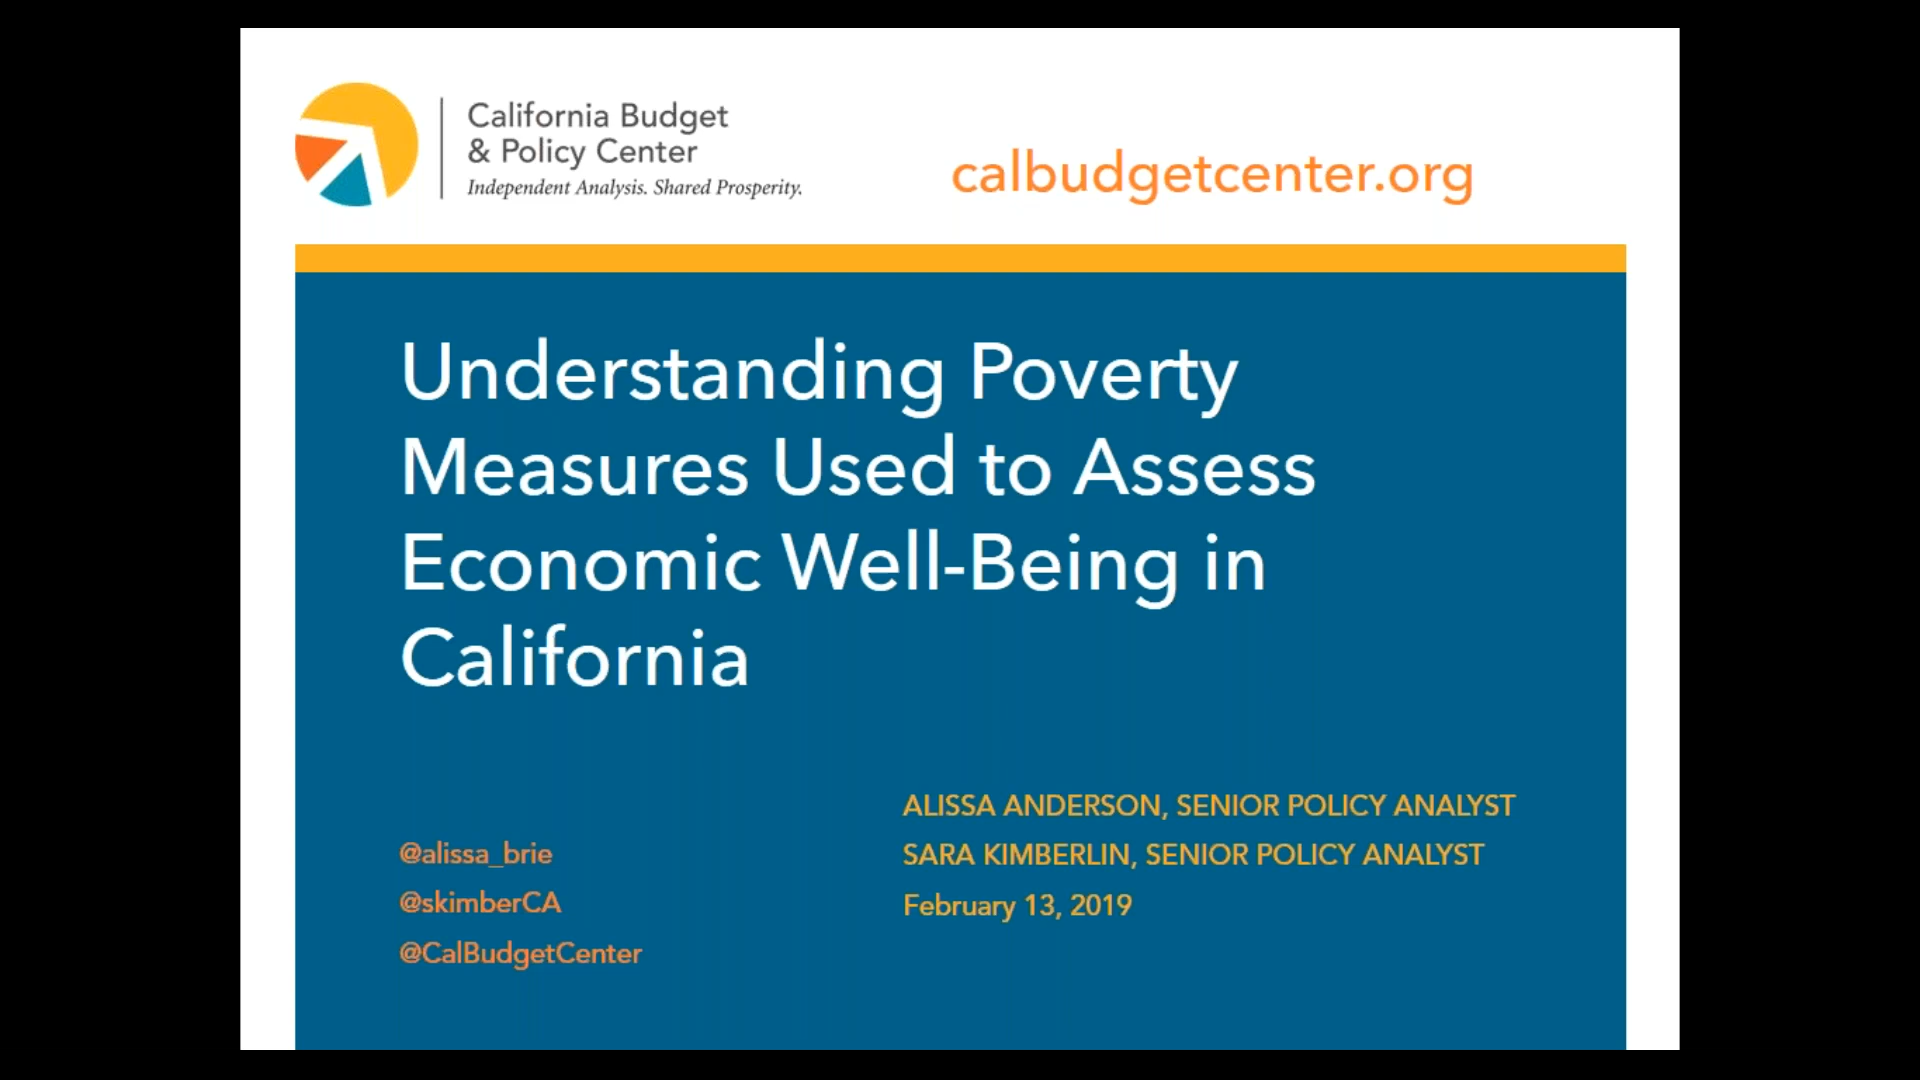 California Budget
& Policy Center
Independent Analysis. Shared Prosperity.
calbudgetcenter.org
Understanding Poverty
Measures Used to Assess
Economic Well-Being in
California
@alissa_brie
@skimberCA
@CalBudgetCenter
ALISSA ANDERSON, SENIOR POLICY ANALYST
SARA KIMBERLIN, SENIOR POLICY ANALYST
February 13, 2019